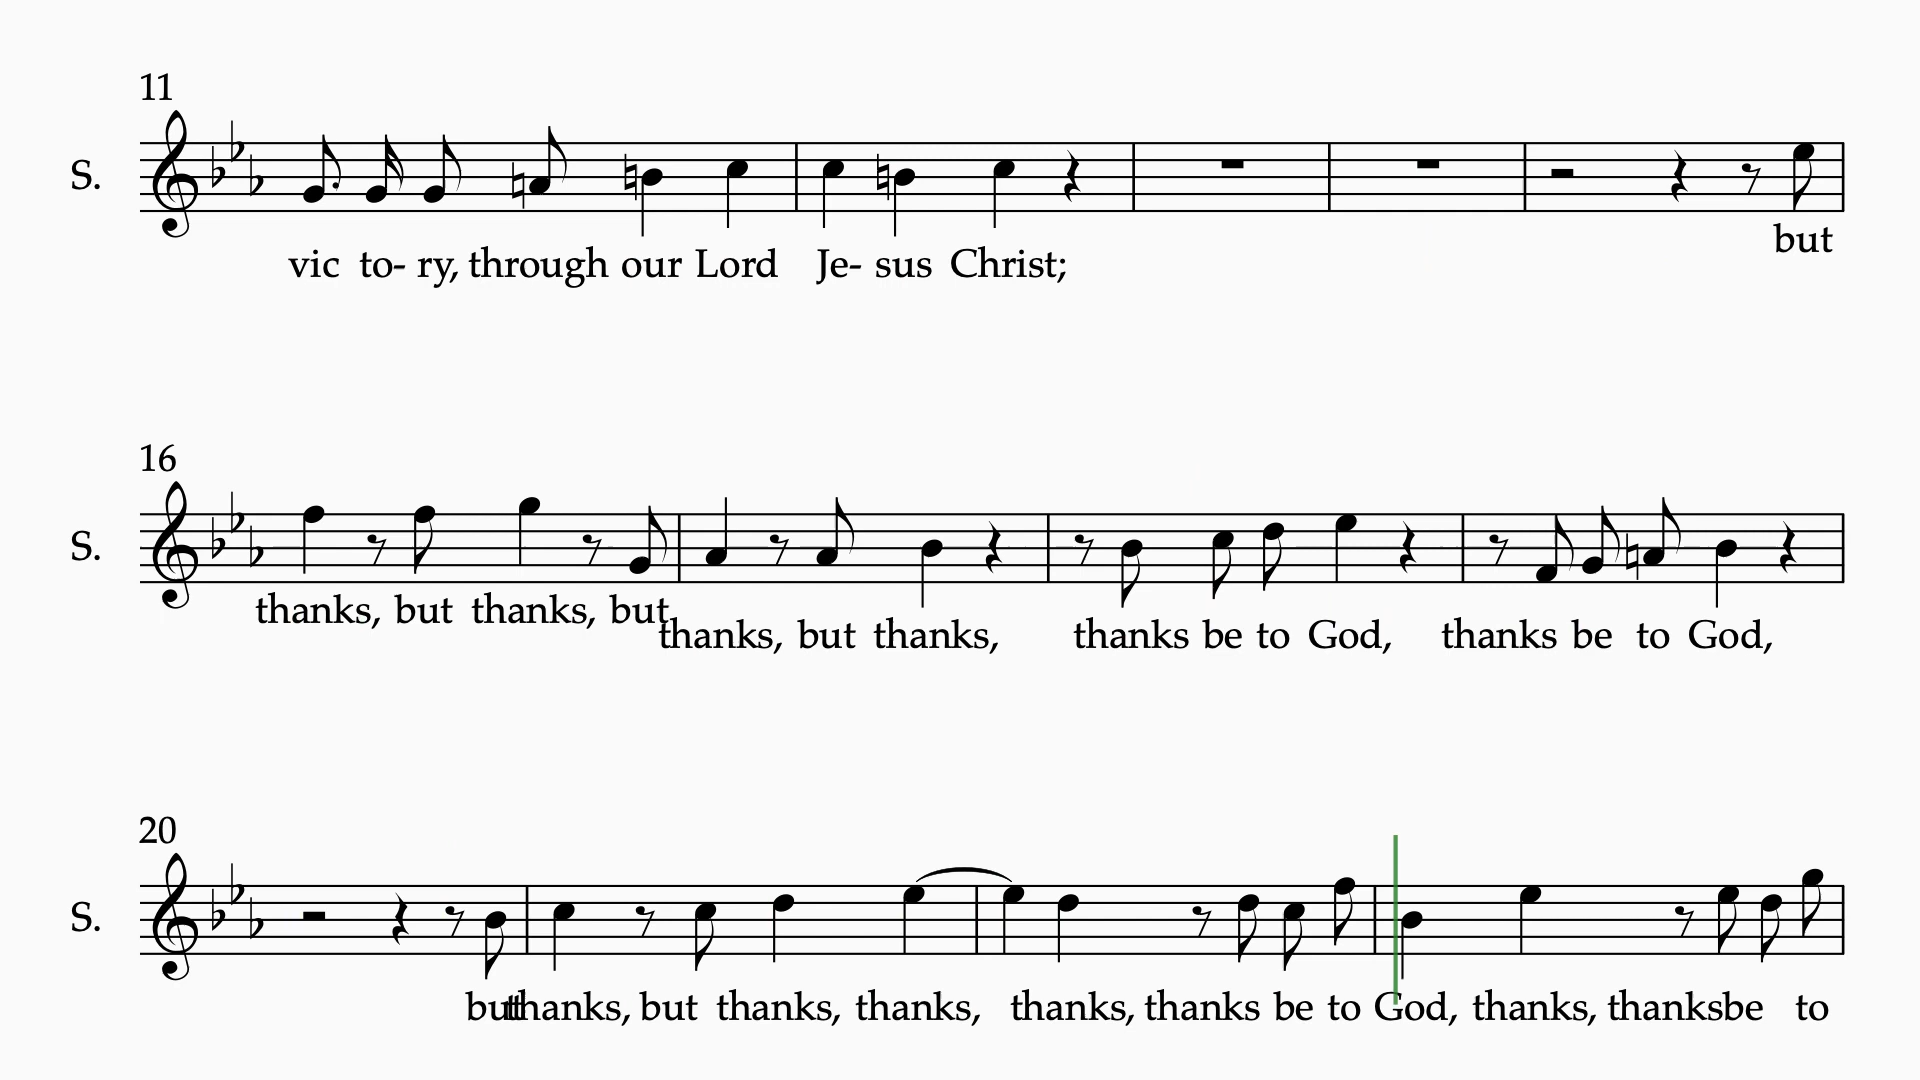 11
S.
but
vic to- ry, through our Lord Je- sus Christ;
16
S.
thanks, but thanks, but
thanks, but thanks, thanks be to God, thanks be to God,
20
S.
but thanks, but thanks, thanks, thanks, thanks be to God, thanks, thanks be to